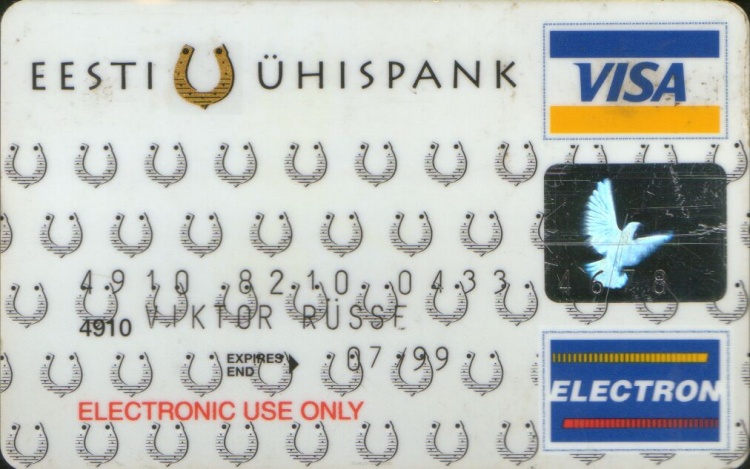 EESTI ÜHISPANK
VISA
4910 8210 0433 4678
4910 VIKTOR RÜSSE
EXPIRES END 07/99
ELECTRON
ELECTRONIC USE ONLY